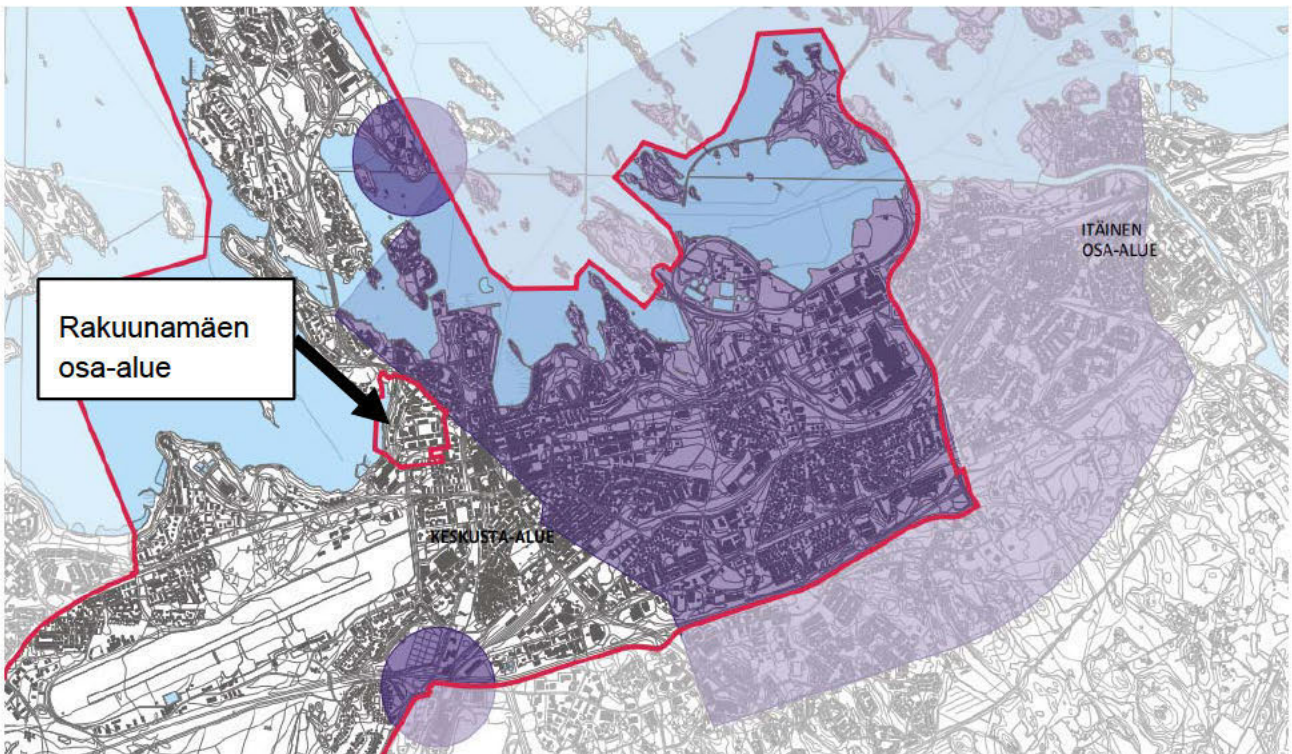 Rakuunamäen
osa-alue
ITÄINEN
OSA-ALUE
KESKUSTA-ALUE